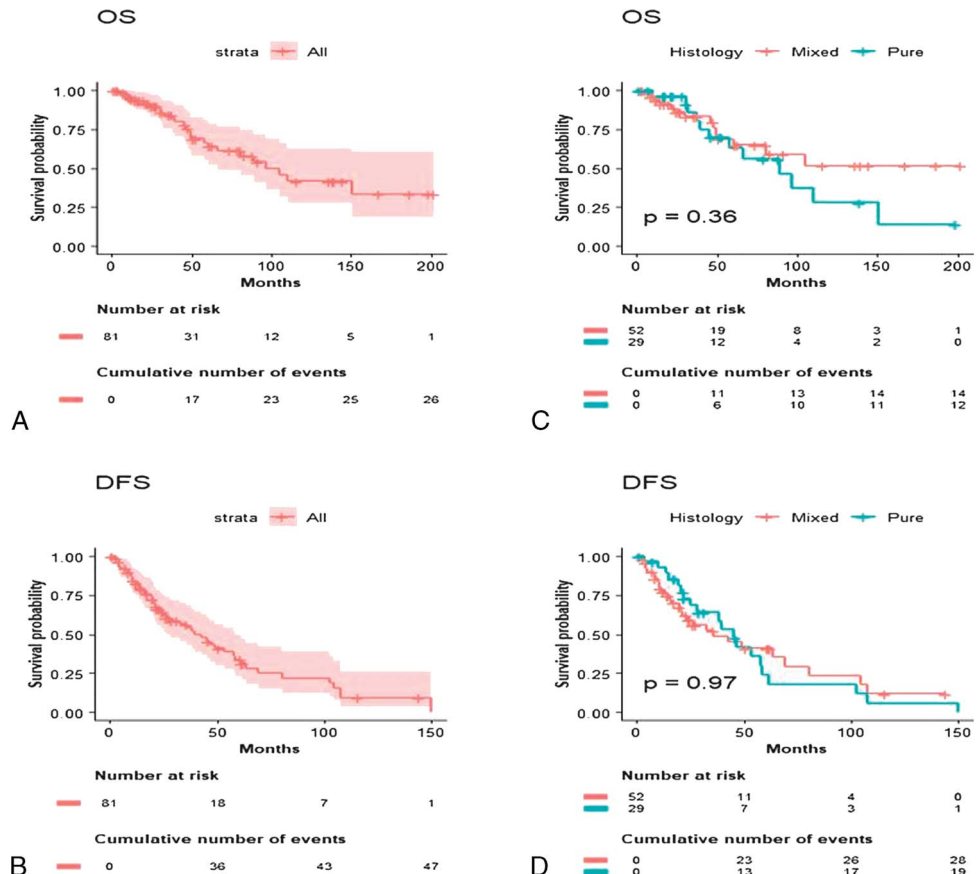 OS
strata All
Survival probability
1.00
0.75
0.50
0.25
0.00
0 50 100 150 200
Months
Number at risk
81 31 12 5 1
Cumulative number of events
0 17 23 25 26
A
OS
Histology Mixed Pure
Survival probability
1.00
0.75
0.50
0.25
0.00
p = 0.36
0 50 100 150 200
Months
Number at risk
52 19 8 3 1
29 12 4 2 0
Cumulative number of events
0 11 13 14 14
0 6 10 11 12
C
DFS
strata All
Survival probability
1.00
0.75
0.50
0.25
0.00
0 50 100 150
Months
Number at risk
81 18 7 1
Cumulative number of events
0 36 43 47
B
DFS
Histology Mixed Pure
Survival probability
1.00
0.75
0.50
0.25
0.00
p = 0.97
0 50 100 150
Months
Number at risk
52 11 4 0
29 7 3 1
Cumulative number of events
0 23 26 28
0 13 17 19
D